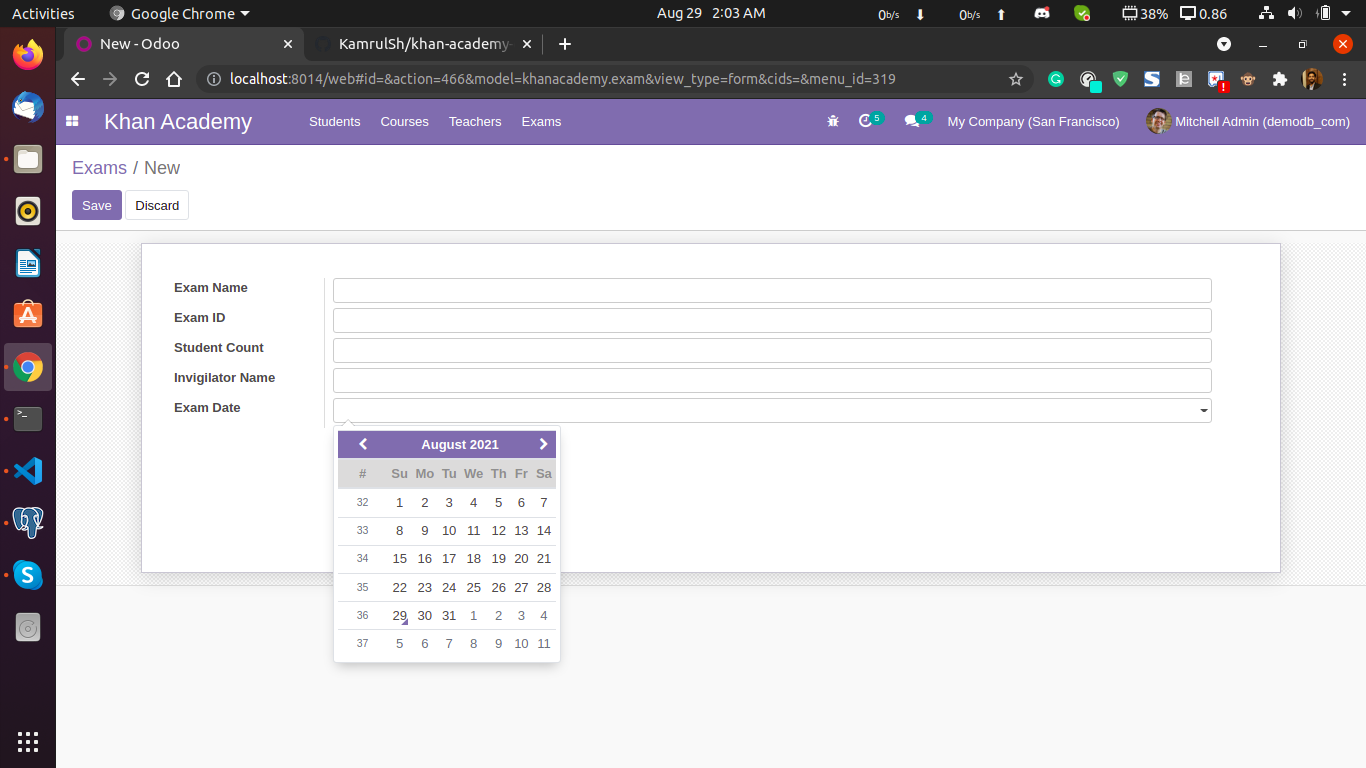 Activities Google Chrome Aug 29 2:03 AM 0b/s 0b/s 38% 0.86
New - Odoo KamrulSh/khan-academy-
localhost:8014/web#id=&action=466&model=khanacademy.exam&view_type=form&cids=&menu_id=319
Khan Academy Students Courses Teachers Exams 5 4 My Company (San Francisco) Mitchell Admin (demodb_com)
Exams / New
Save Discard
Exam Name
Exam ID
Student Count
Invigilator Name
Exam Date
August 2021
# Su Mo Tu We Th Fr Sa
32 1 2 3 4 5 6 7
33 8 9 10 11 12 13 14
34 15 16 17 18 19 20 21
35 22 23 24 25 26 27 28
36 29 30 31 1 2 3 4
37 5 6 7 8 9 10 11